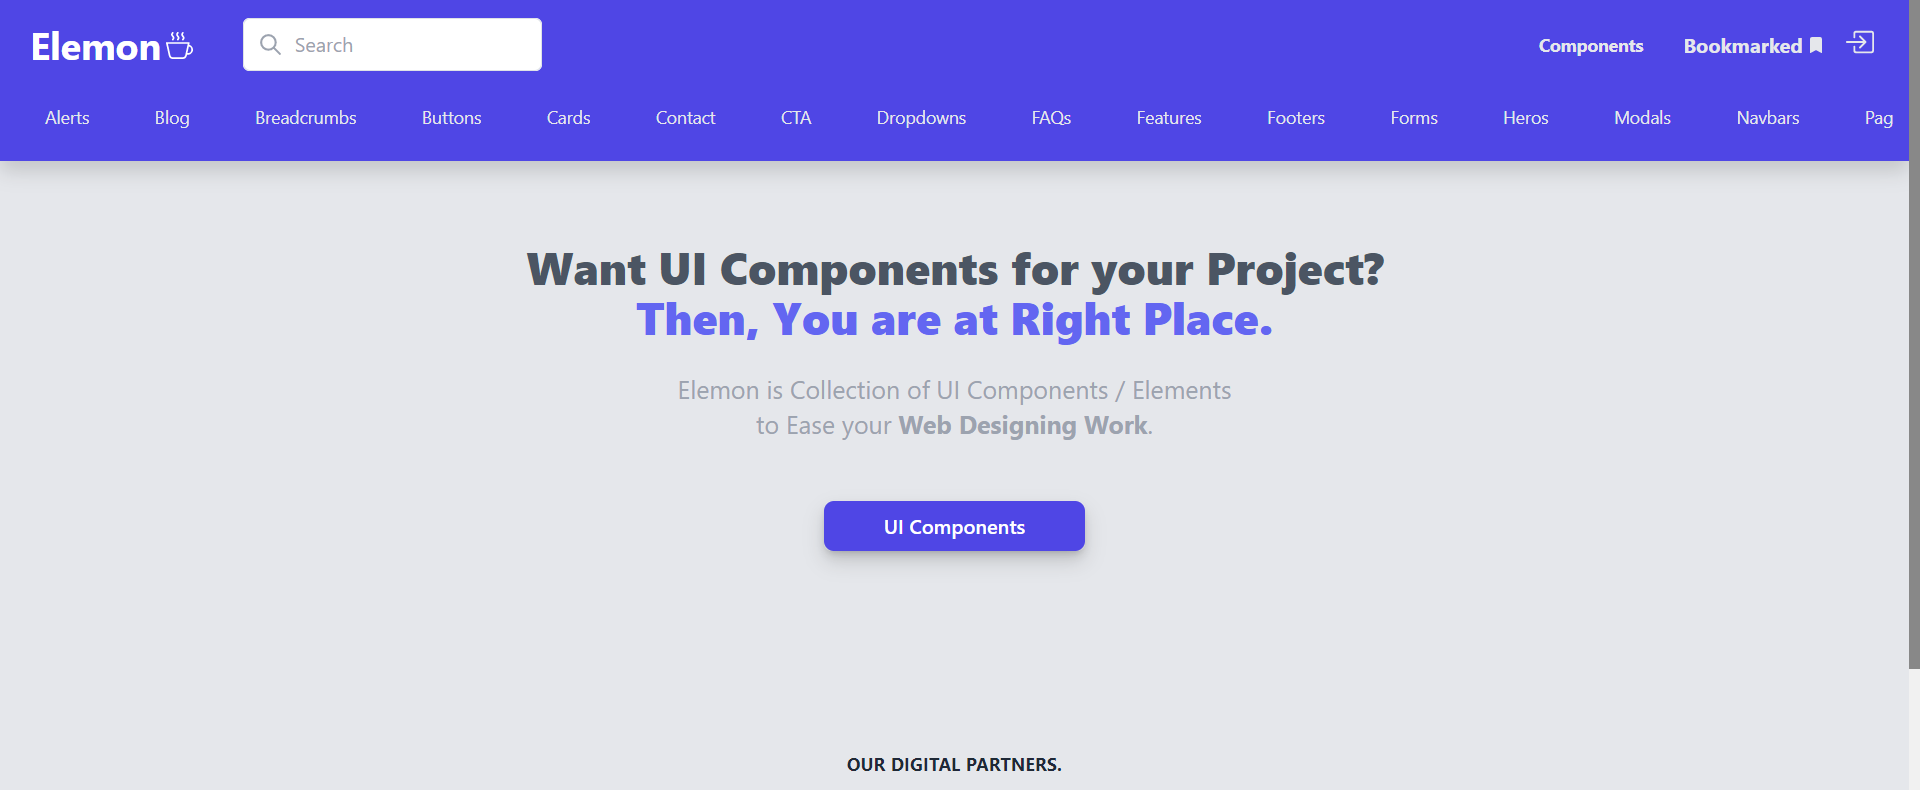 Elemon
Search
Components
Bookmarked
Alerts Blog Breadcrumbs Buttons Cards Contact CTA Dropdowns FAQs Features Footers Forms Heros Modals Navbars Pag
Want UI Components for your Project?
Then, You are at Right Place.
Elemon is Collection of UI Components / Elements
to Ease your Web Designing Work.
UI Components
OUR DIGITAL PARTNERS.